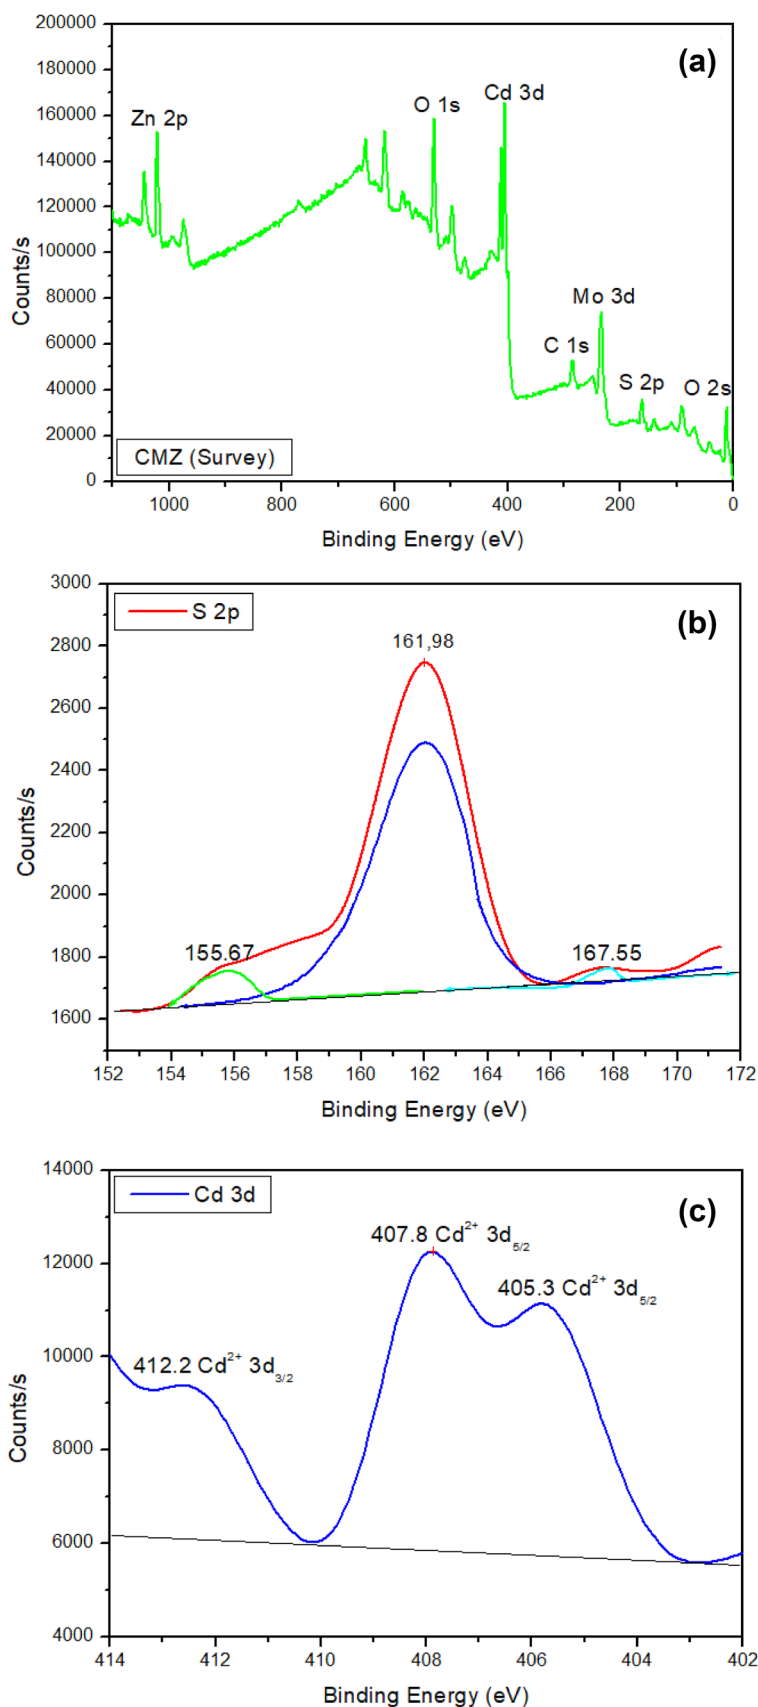 200000
(a)
180000
Cd 3d
160000
O 1s
Zn 2p
140000
120000
100000
Counts/s
80000
Mo 3d
60000
C 1s
S 2p
O 2s
40000
20000
CMZ (Survey)
0
1000 800 600 400 200 0
Binding Energy (eV)
3000
S 2p
(b)
2800
161,98
2600
2400
Counts/s
2200
2000
155.67
167.55
1800
1600
152 154 156 158 160 162 164 166 168 170 172
Binding Energy (eV)
14000
Cd 3d
(c)
407.8 Cd²⁺ 3d₅/₂
12000
405.3 Cd²⁺ 3d₅/₂
412.2 Cd²⁺ 3d₃/₂
10000
Counts/s
8000
6000
4000
414 412 410 408 406 404 402
Binding Energy (eV)